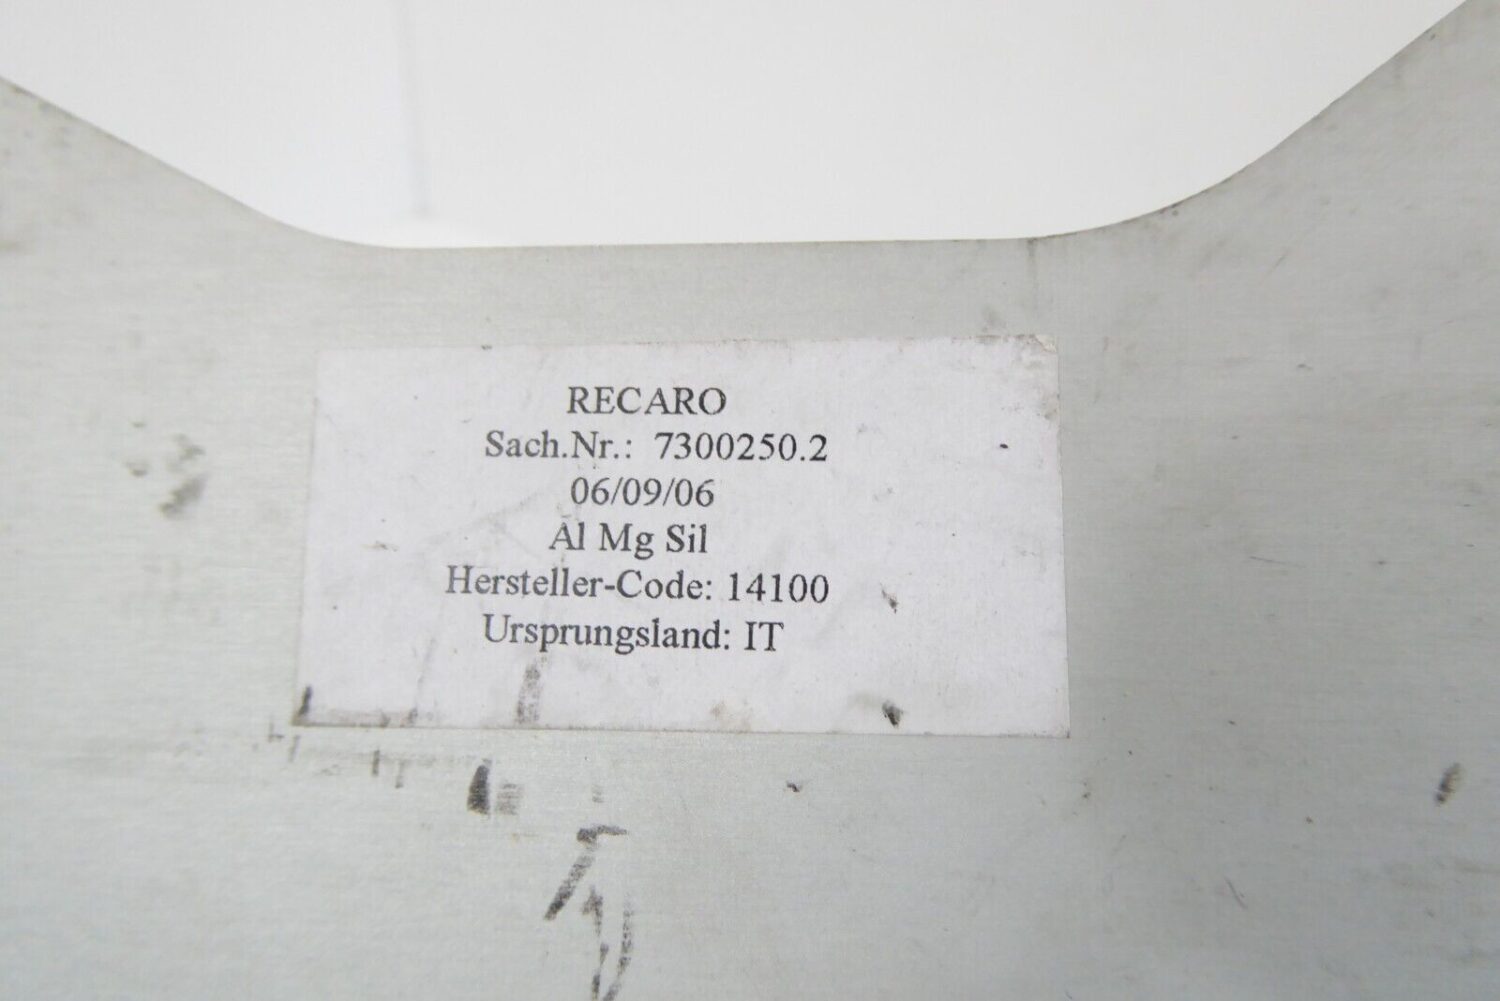 RECARO
Sach.Nr.: 7300250.2
06/09/06
Al Mg Sil
Hersteller-Code: 14100
Ursprungsland: IT